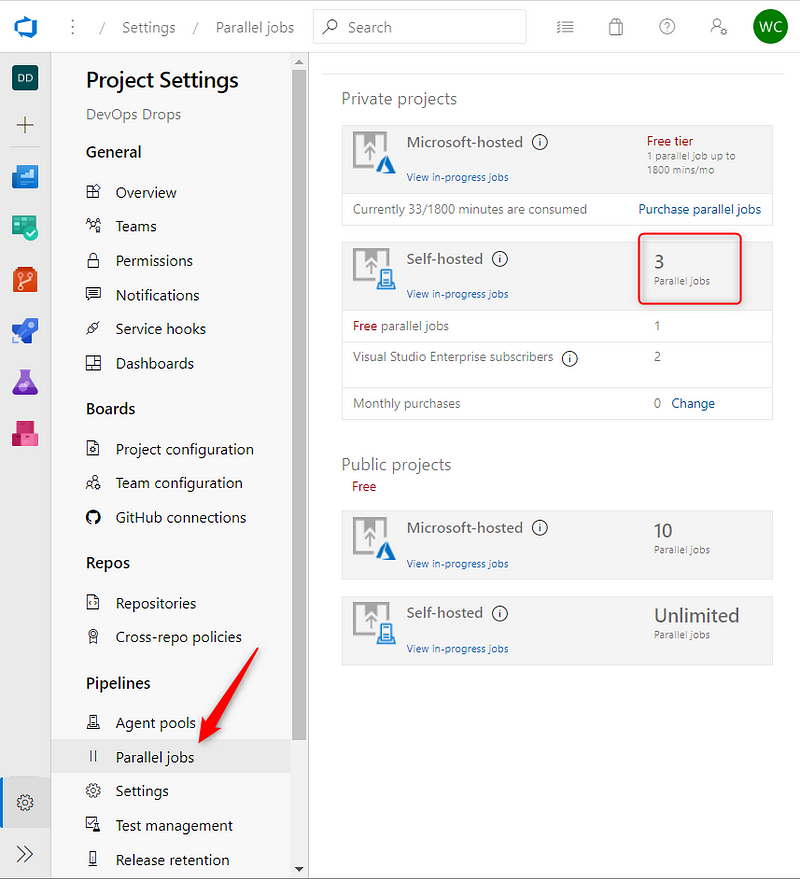 / Settings / Parallel jobs
Search
WC
DD
Project Settings
DevOps Drops
General
Overview
Teams
Permissions
Notifications
Service hooks
Dashboards
Boards
Project configuration
Team configuration
GitHub connections
Repos
Repositories
Cross-repo policies
Pipelines
Agent pools
Parallel jobs
Settings
Test management
Release retention
Private projects
Microsoft-hosted
View in-progress jobs
Free tier
1 parallel job up to
1800 mins/mo
Currently 33/1800 minutes are consumed
Purchase parallel jobs
Self-hosted
View in-progress jobs
3
Parallel jobs
Free parallel jobs 1
Visual Studio Enterprise subscribers 2
Monthly purchases 0 Change
Public projects
Free
Microsoft-hosted
View in-progress jobs
10
Parallel jobs
Self-hosted
View in-progress jobs
Unlimited
Parallel jobs